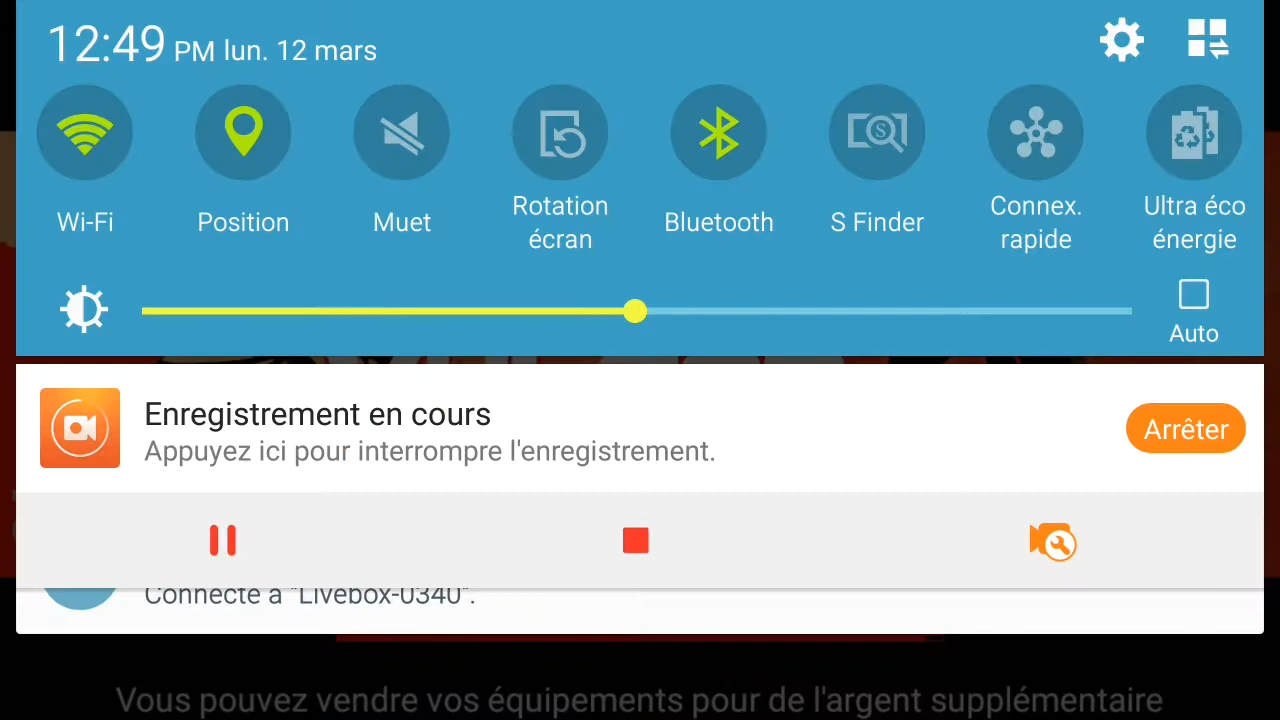 12:49 PM lun. 12 mars
Wi-Fi
Position
Muet
Rotation
écran
Bluetooth
S Finder
Connex.
rapide
Ultra éco
énergie
Auto
Enregistrement en cours
Appuyez ici pour interrompre l'enregistrement.
Arrêter
Connecté à "Livebox-0340".
Vous pouvez vendre vos équipements pour de l'argent supplémentaire